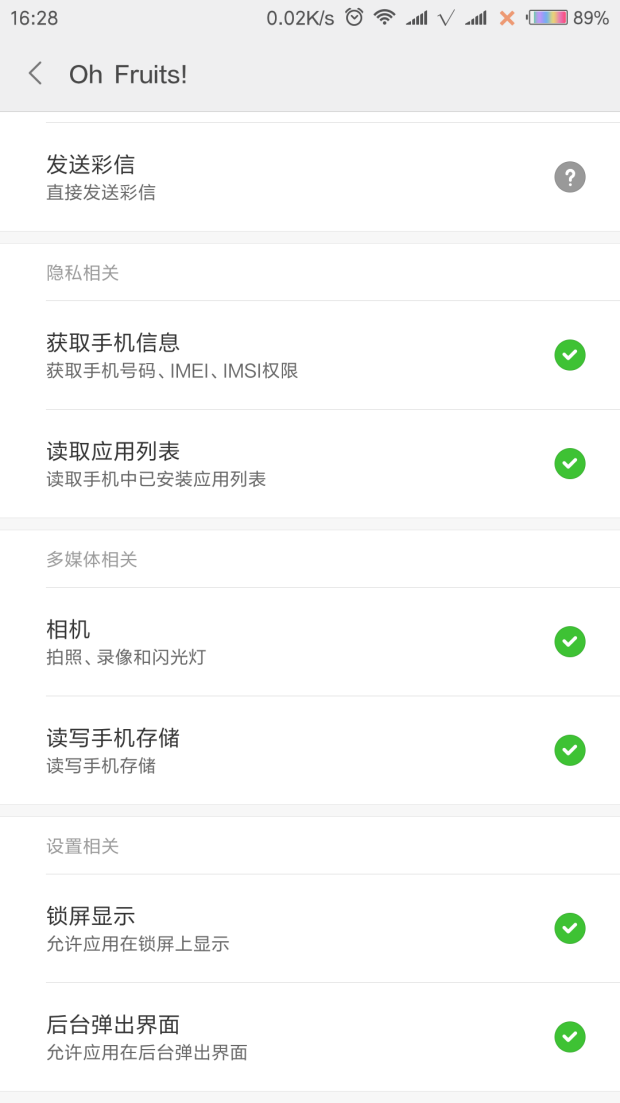 16:28
0.02K/s
89%
Oh Fruits!
发送彩信
直接发送彩信
隐私相关
获取手机信息
获取手机号码、IMEI、IMSI权限
读取应用列表
读取手机中已安装应用列表
多媒体相关
相机
拍照、录像和闪光灯
读写手机存储
读写手机存储
设置相关
锁屏显示
允许应用在锁屏上显示
后台弹出界面
允许应用在后台弹出界面